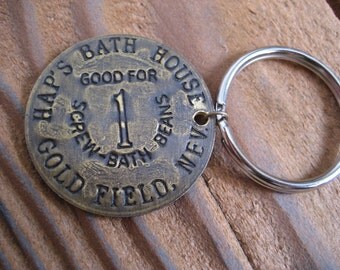 HAP'S BATH HOUSE
GOOD FOR
1
SCREW-BATH-BEANS
GOLD FIELD, NEV